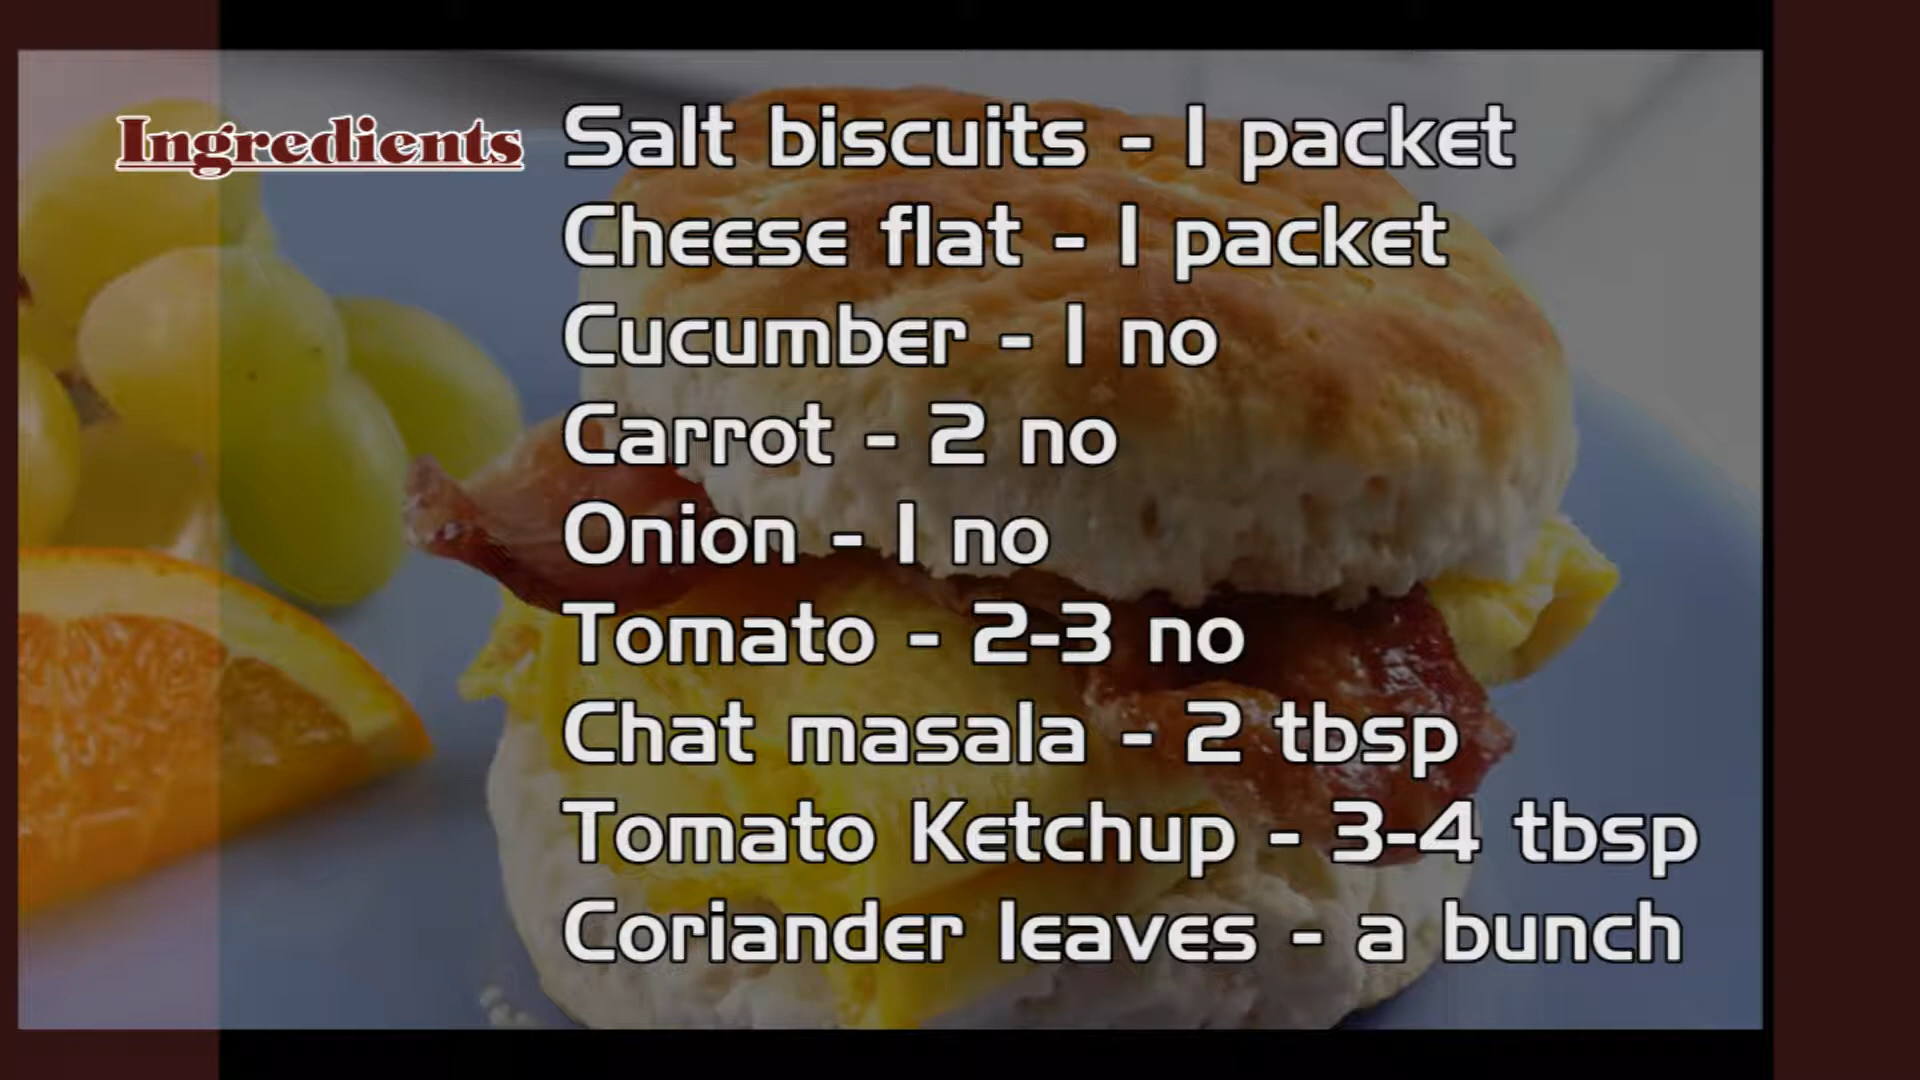 Ingredients
Salt biscuits - 1 packet
Cheese flat - 1 packet
Cucumber - 1 no
Carrot - 2 no
Onion - 1 no
Tomato - 2-3 no
Chat masala - 2 tbsp
Tomato Ketchup - 3-4 tbsp
Coriander leaves - a bunch